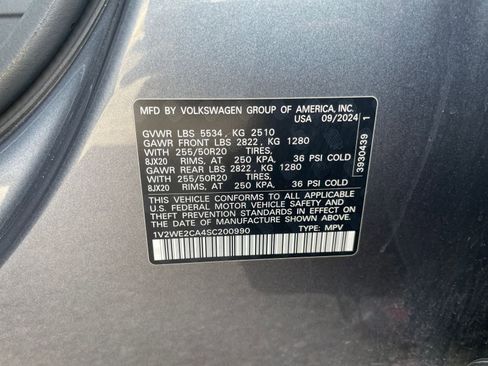 MFD BY VOLKSWAGEN GROUP OF AMERICA, INC.
USA 09/2024
GVWR LBS 5534, KG 2510
GAWR FRONT LBS 2822, KG 1280
WITH 255/50R20 TIRES,
8JX20 RIMS, AT 250 KPA, 36 PSI COLD
GAWR REAR LBS 2822, KG 1280
WITH 255/50R20 TIRES,
8JX20 RIMS, AT 250 KPA, 36 PSI COLD
THIS VEHICLE CONFORMS TO ALL APPLICABLE
U.S. FEDERAL MOTOR VEHICLE SAFETY AND
THEFT PREVENTION STANDARDS IN EFFECT ON
THE DATE OF MANUFACTURE SHOWN ABOVE.
1V2WE2CA4SC200990 TYPE: MPV
3930439 1